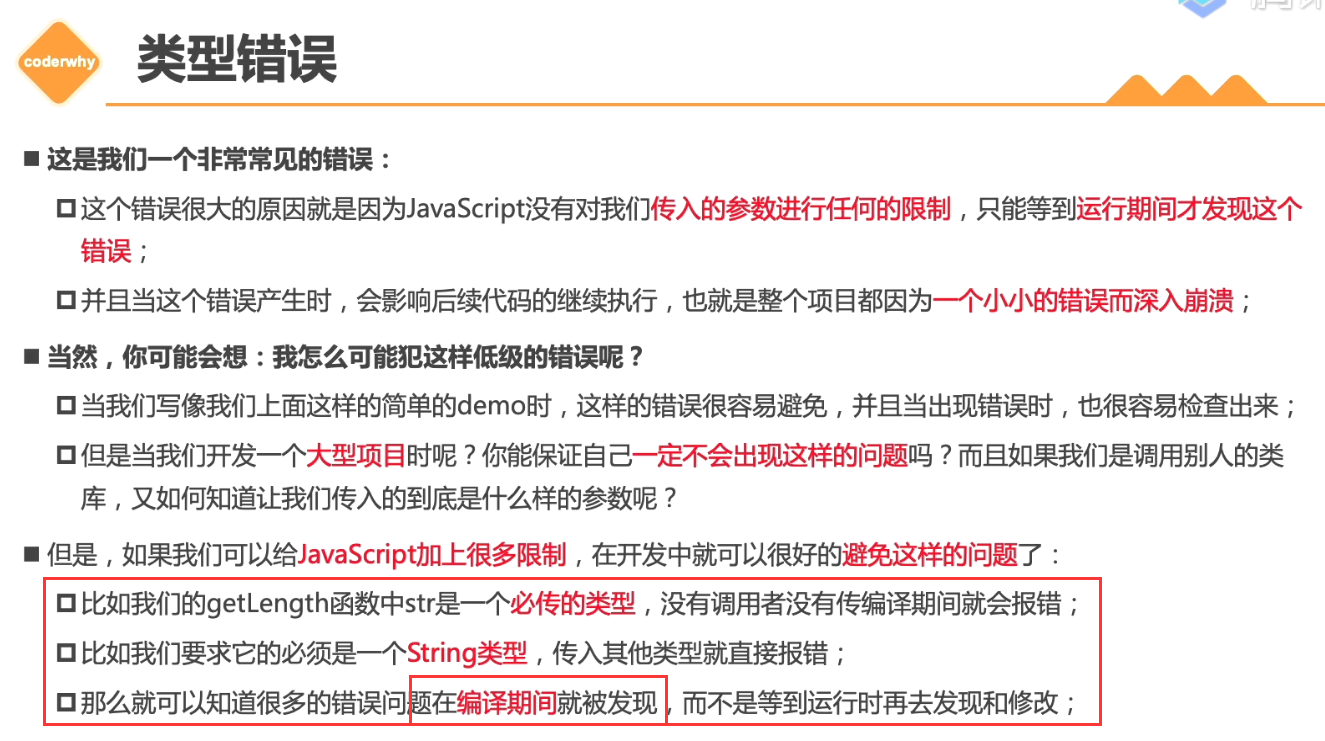 coderwhy
类型错误
这是我们一个非常常见的错误：
这个错误很大的原因就是因为JavaScript没有对我们传入的参数进行任何的限制，只能等到运行期间才发现这个
错误；
并且当这个错误产生时，会影响后续代码的继续执行，也就是整个项目都因为一个小小的错误而深入崩溃；
当然，你可能会想：我怎么可能犯这样低级的错误呢？
当我们写像我们上面这样的简单的demo时，这样的错误很容易避免，并且当出现错误时，也很容易检查出来；
但是当我们开发一个大型项目时呢？你能保证自己一定不会出现这样的问题吗？而且如果我们是调用别人的类
库，又如何知道让我们传入的到底是什么样的参数呢？
但是，如果我们可以给JavaScript加上很多限制，在开发中就可以很好的避免这样的问题了：
比如我们的getLength函数中str是一个必传的类型，没有调用者没有传编译期间就会报错；
比如我们要求它的必须是一个String类型，传入其他类型就直接报错；
那么就可以知道很多的错误问题在编译期间就被发现，而不是等到运行时再去发现和修改；